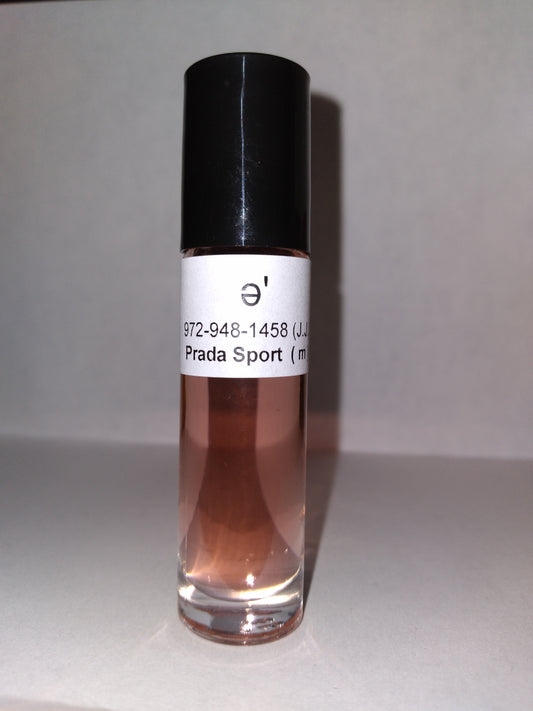 ə'
972-948-1458 (J.J
Prada Sport ( m